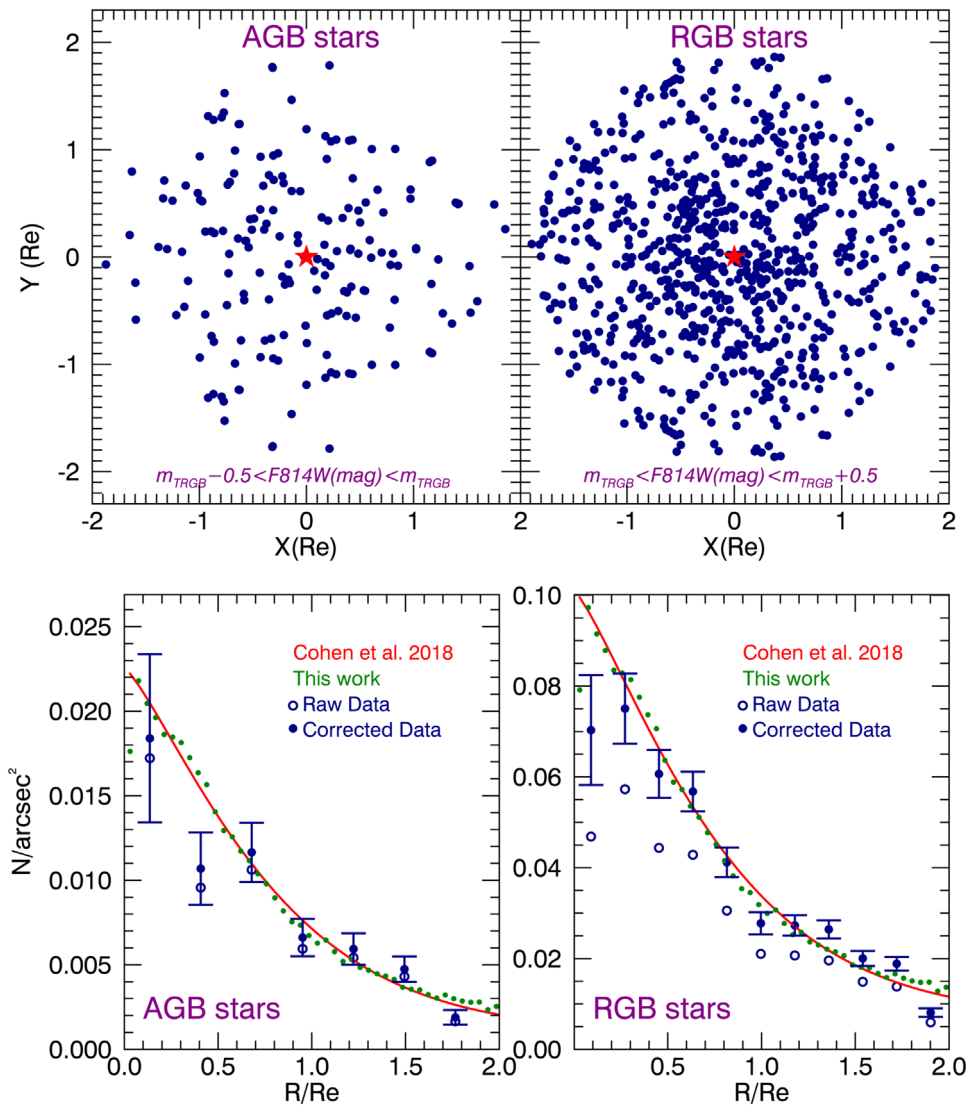 AGB stars
RGB stars
2
1
0
-1
-2
Y (Re)
m_TRGB−0.5<F814W(mag)<m_TRGB
m_TRGB<F814W(mag)<m_TRGB+0.5
-2 -1 0 1 2 -1 0 1 2
X(Re) X(Re)
0.025
0.020
0.015
0.010
0.005
0.000
N/arcsec²
Cohen et al. 2018
This work
Raw Data
Corrected Data
AGB stars
0.0 0.5 1.0 1.5 2.0
R/Re
0.10
0.08
0.06
0.04
0.02
0.00
Cohen et al. 2018
This work
Raw Data
Corrected Data
RGB stars
0.5 1.0 1.5 2.0
R/Re